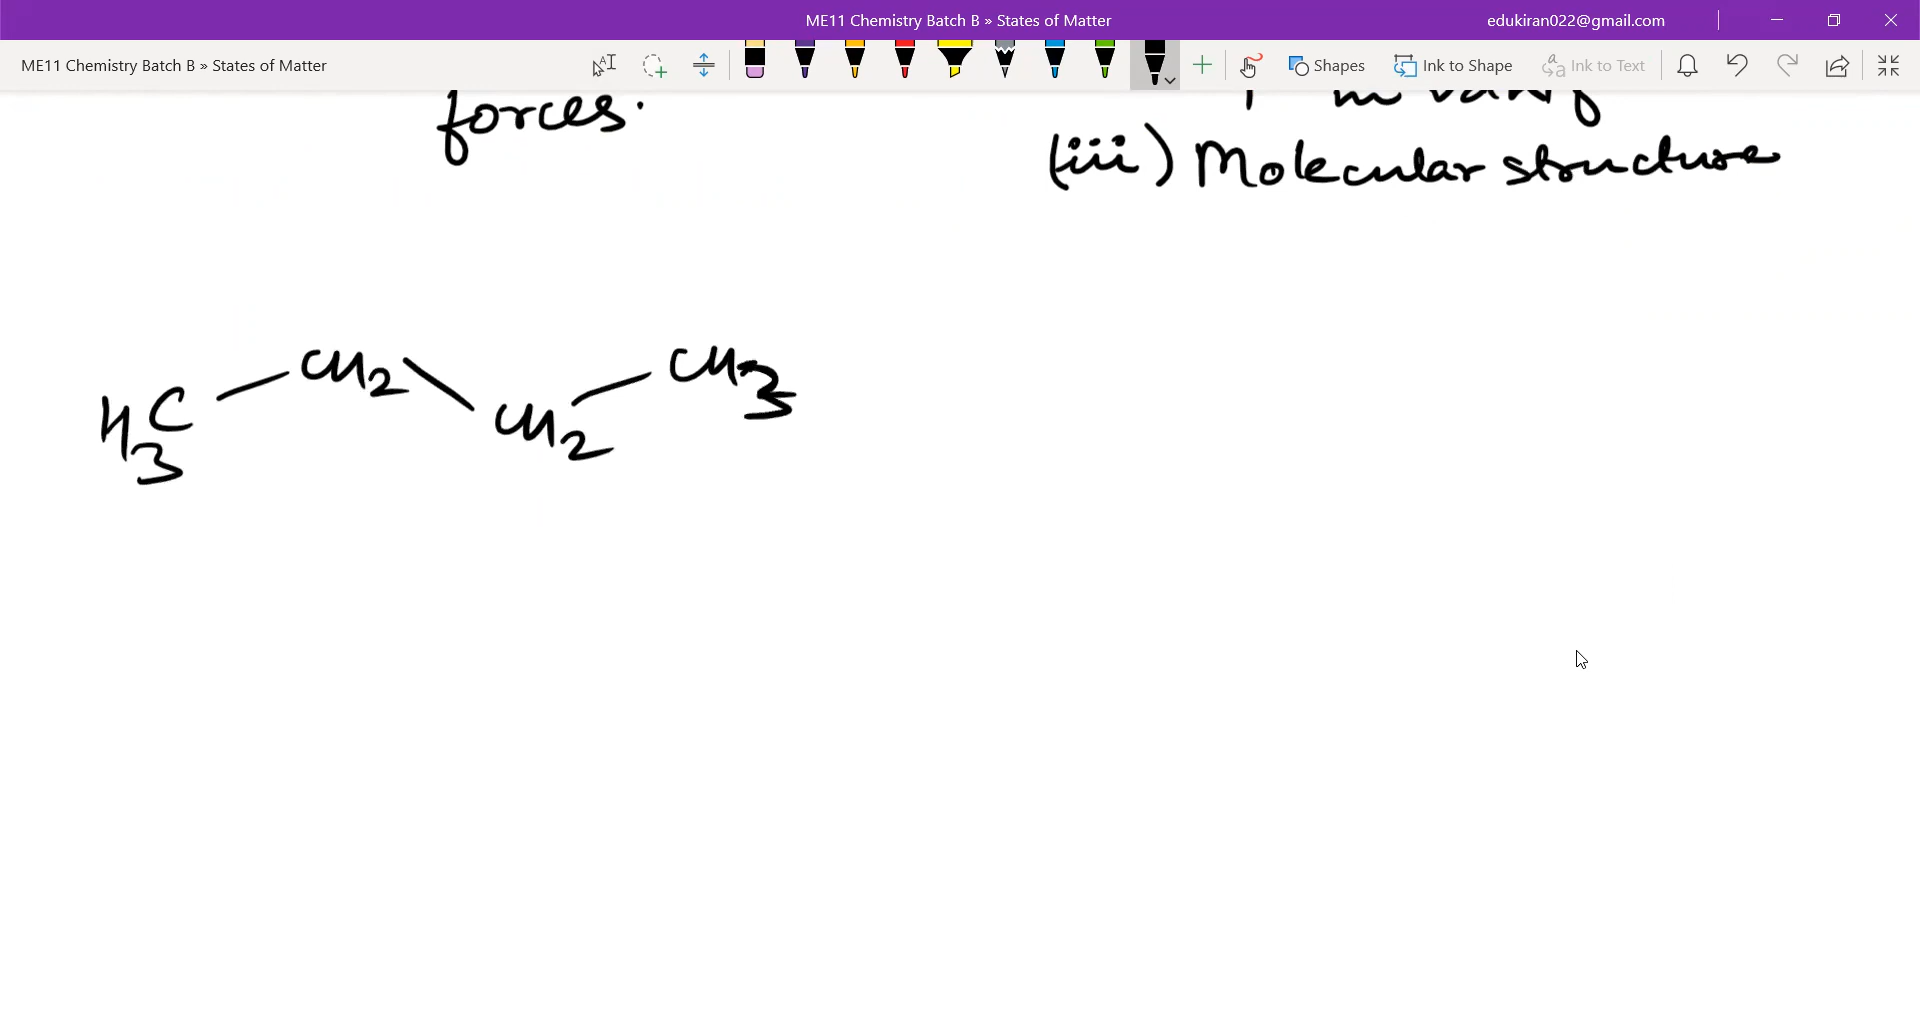 ME11 Chemistry Batch B » States of Matter
edukiran022@gmail.com
ME11 Chemistry Batch B » States of Matter
Shapes
Ink to Shape
Ink to Text
forces.
(iii) Molecular structure
H3C — CH2 \ CH2 — CH3